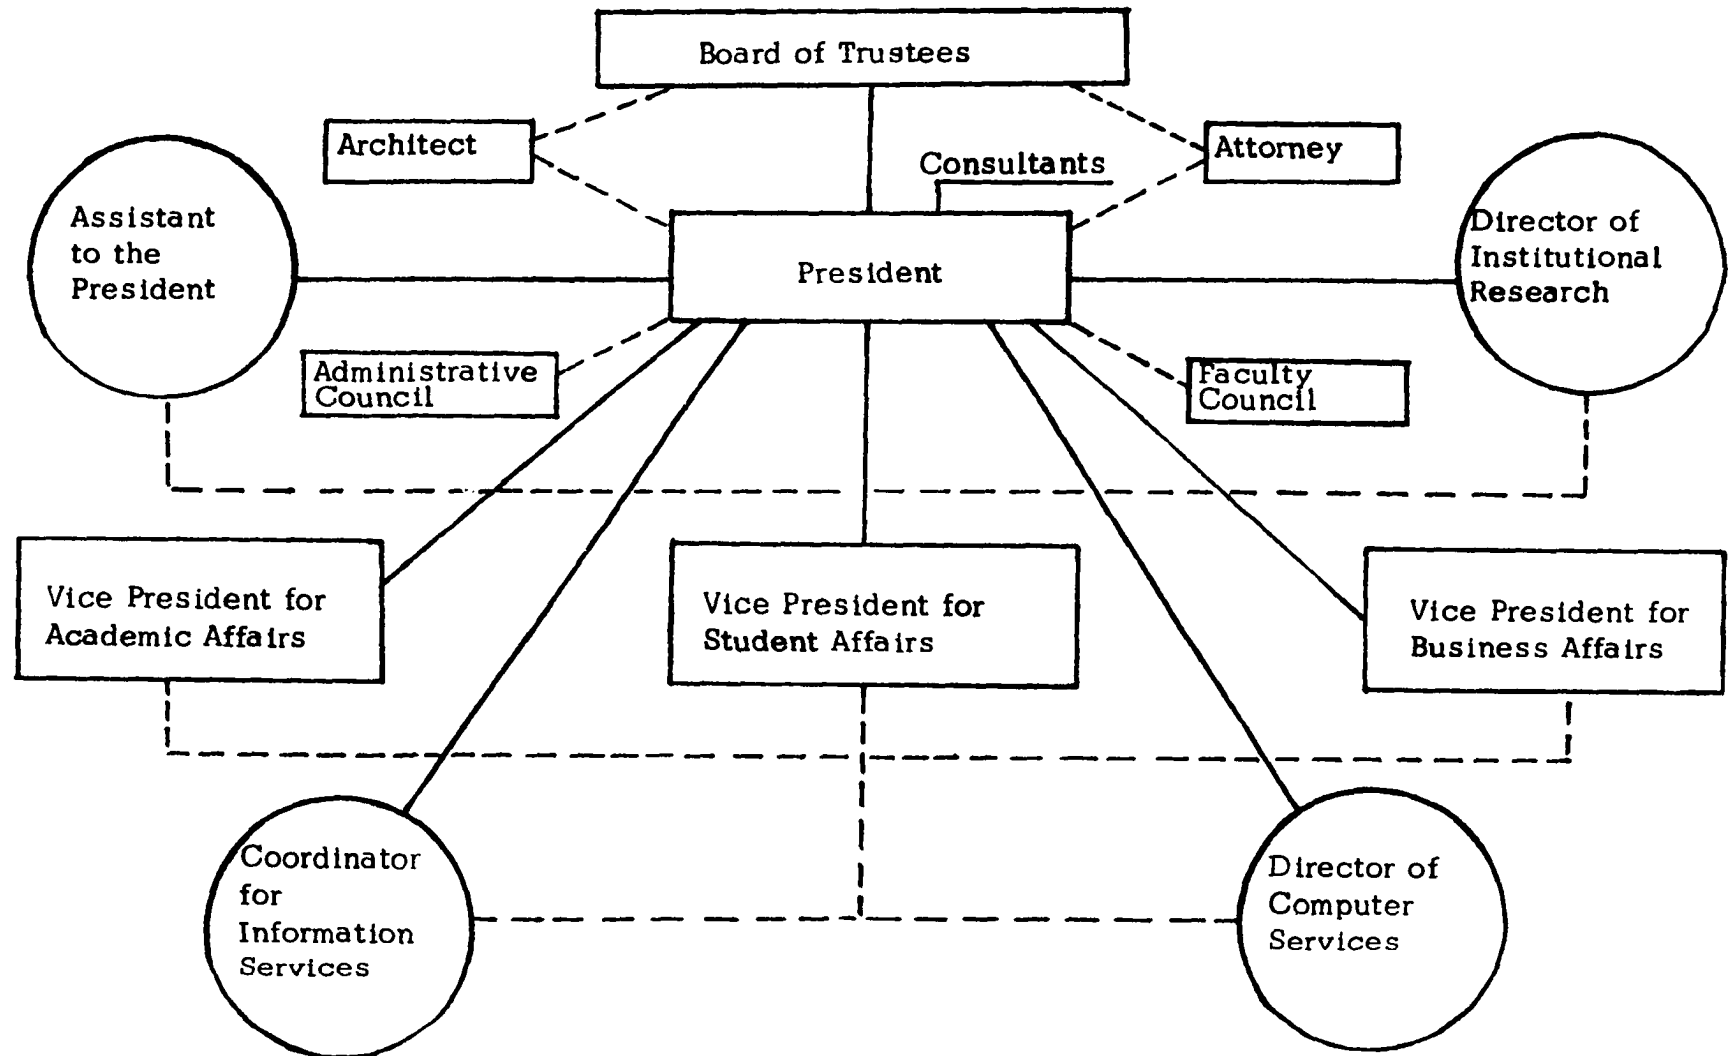 Board of Trustees
Architect
Attorney
Consultants
Assistant
to the
President
President
Director of
Institutional
Research
Administrative
Council
Faculty
Council
Vice President for
Academic Affairs
Vice President for
Student Affairs
Vice President for
Business Affairs
Coordinator
for
Information
Services
Director of
Computer
Services